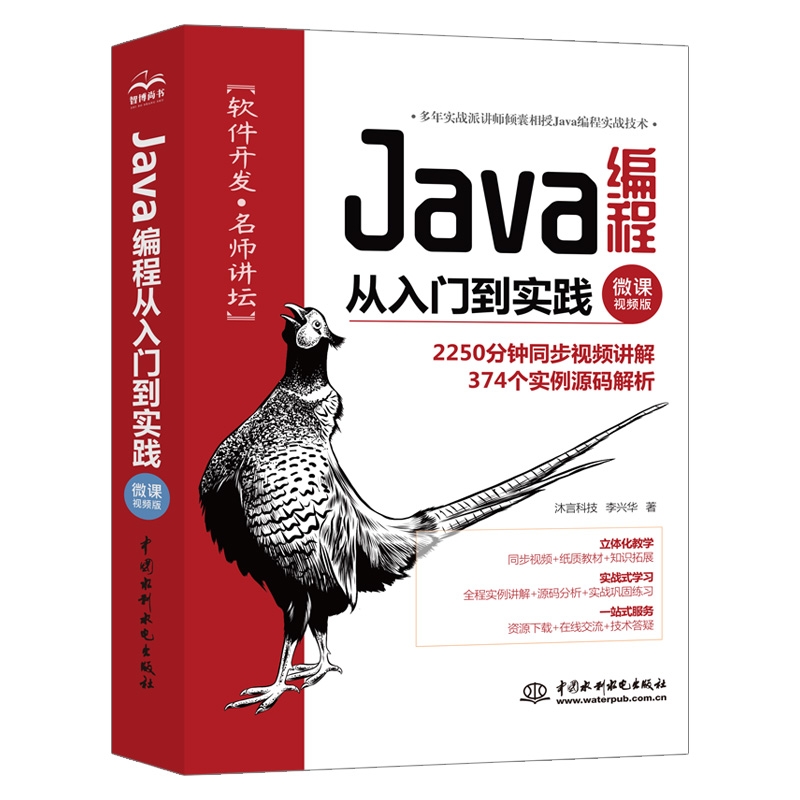 智博尚书
Java编程从入门到实践
微课
视频版
中国水利水电出版社
【软件开发·名师讲坛】
•多年实战派讲师倾囊相授Java编程实战技术•
Java编程
从入门到实践
微课
视频版
2250分钟同步视频讲解
374个实例源码解析
沐言科技 李兴华 著
立体化教学
同步视频+纸质教材+知识拓展
实战式学习
全程实例讲解+源码分析+实战巩固练习
一站式服务
资源下载+在线交流+技术答疑
中国水利水电出版社
www.waterpub.com.cn